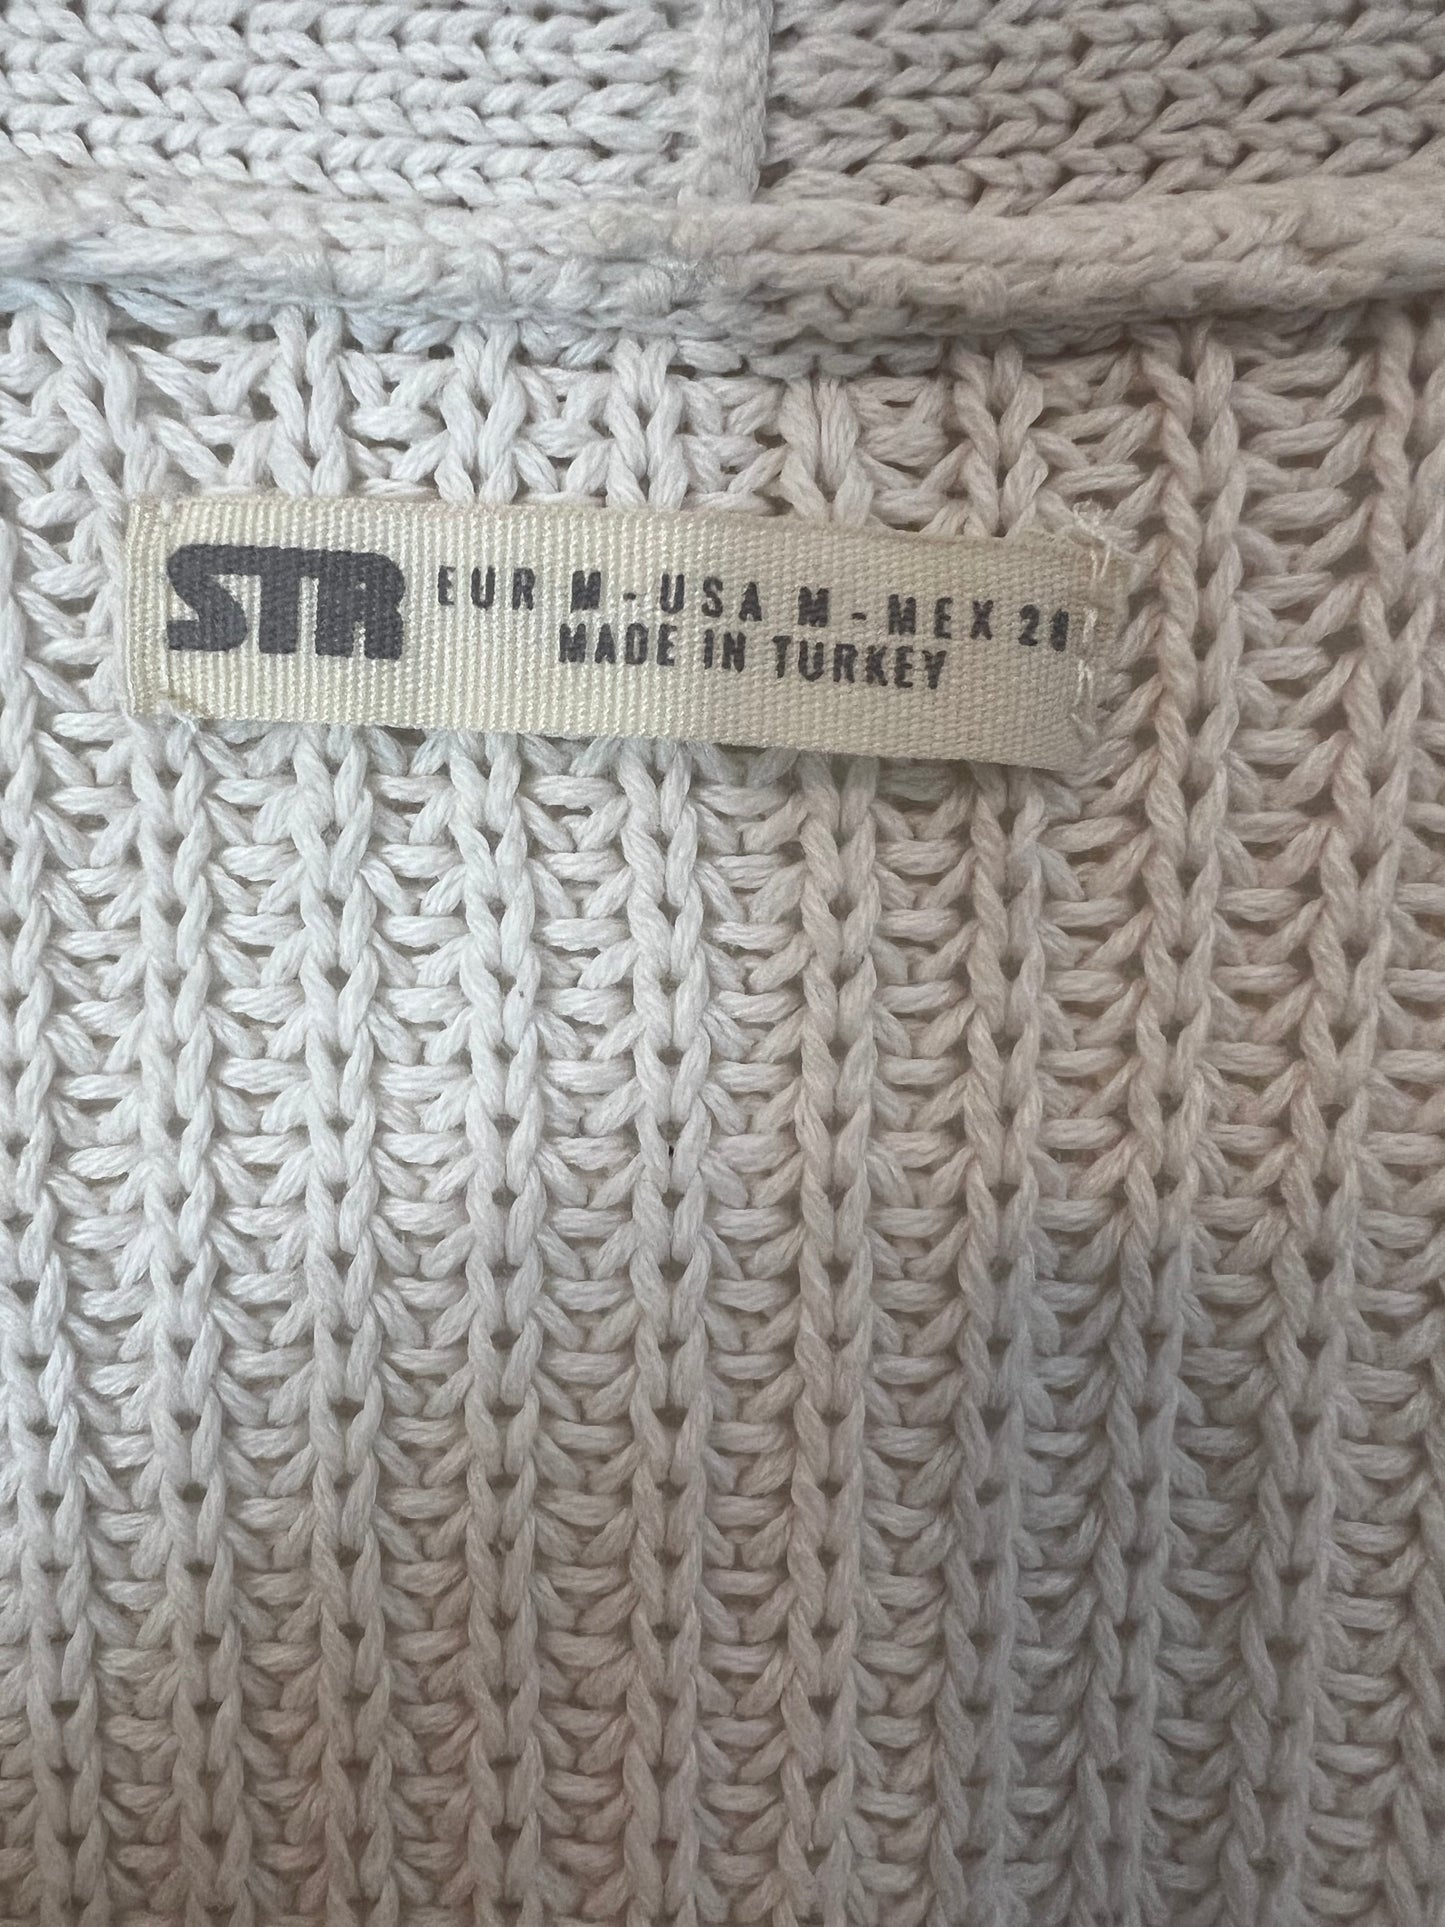 STR EUR M - USA M - MEX 28
MADE IN TURKEY